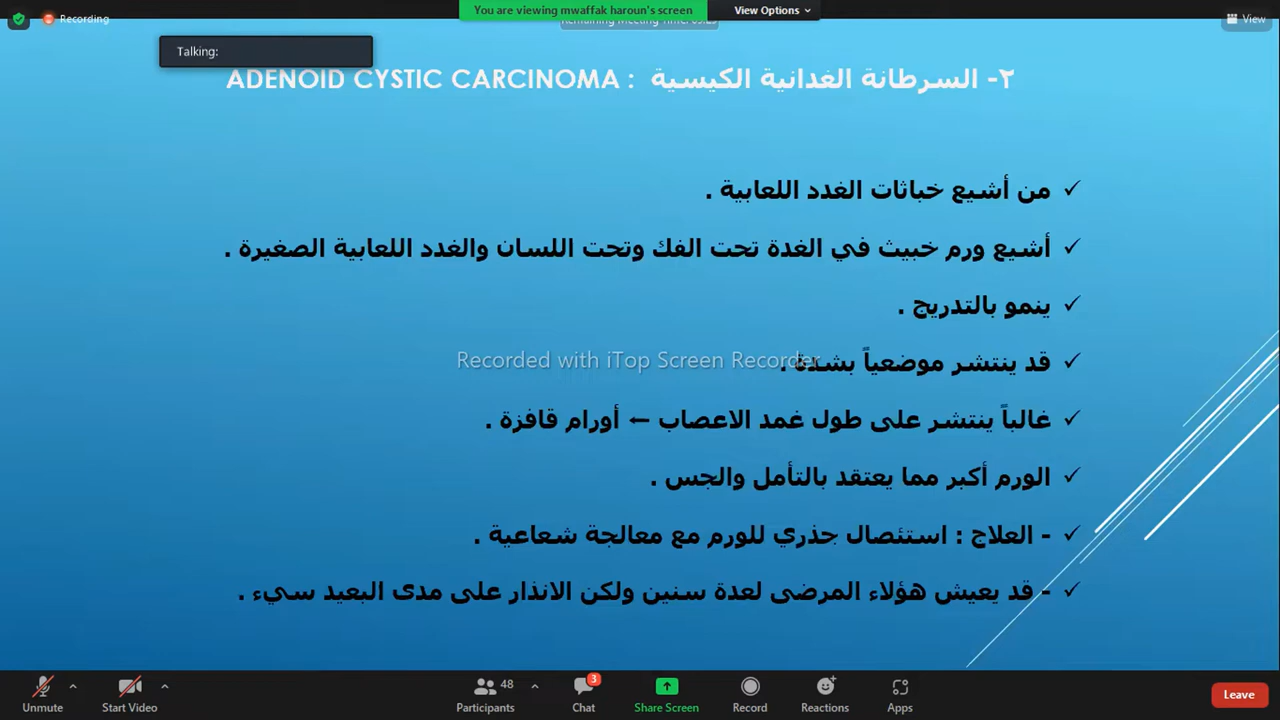 You are viewing mwaffak haroun's screen
View Options
Recording
Remaining Meeting Time:
View
Talking:
٢- السرطانة الغدانية الكيسية : ADENOID CYSTIC CARCINOMA
✓ من أشيع خباثات الغدد اللعابية .
✓ أشيع ورم خبيث في الغدة تحت الفك وتحت اللسان والغدد اللعابية الصغيرة .
✓ ينمو بالتدريج .
✓ قد ينتشر موضعياً بشدة .
Recorded with iTop Screen Recorder
✓ غالباً ينتشر على طول غمد الاعصاب ← أورام قافزة .
✓ الورم أكبر مما يعتقد بالتأمل والجس .
✓ - العلاج : استئصال جذري للورم مع معالجة شعاعية .
✓ - قد يعيش هؤلاء المرضى لعدة سنين ولكن الانذار على مدى البعيد سيء .
Unmute
Start Video
48
Participants
3
Chat
Share Screen
Record
Reactions
Apps
Leave